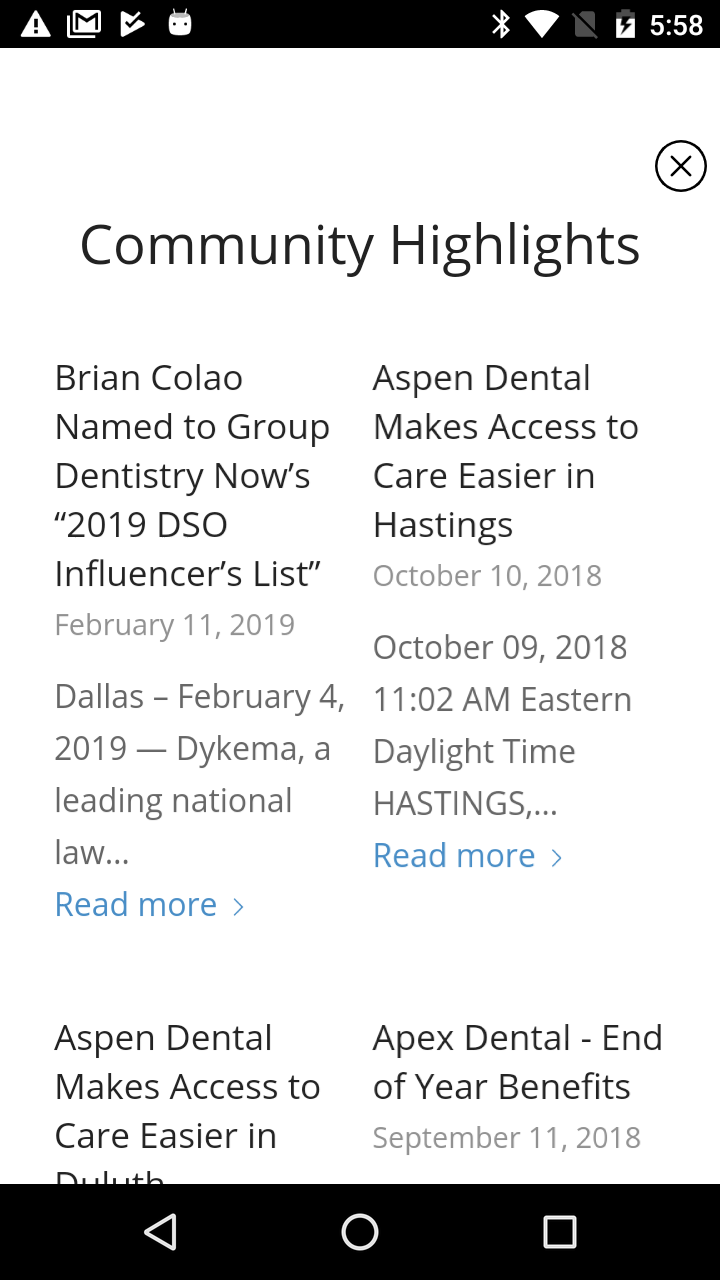 5:58
Community Highlights
Brian Colao
Named to Group
Dentistry Now’s
“2019 DSO
Influencer’s List”
February 11, 2019
Dallas – February 4,
2019 — Dykema, a
leading national
law...
Read more
Aspen Dental
Makes Access to
Care Easier in
Hastings
October 10, 2018
October 09, 2018
11:02 AM Eastern
Daylight Time
HASTINGS,...
Read more
Aspen Dental
Makes Access to
Care Easier in
Duluth
Apex Dental - End
of Year Benefits
September 11, 2018